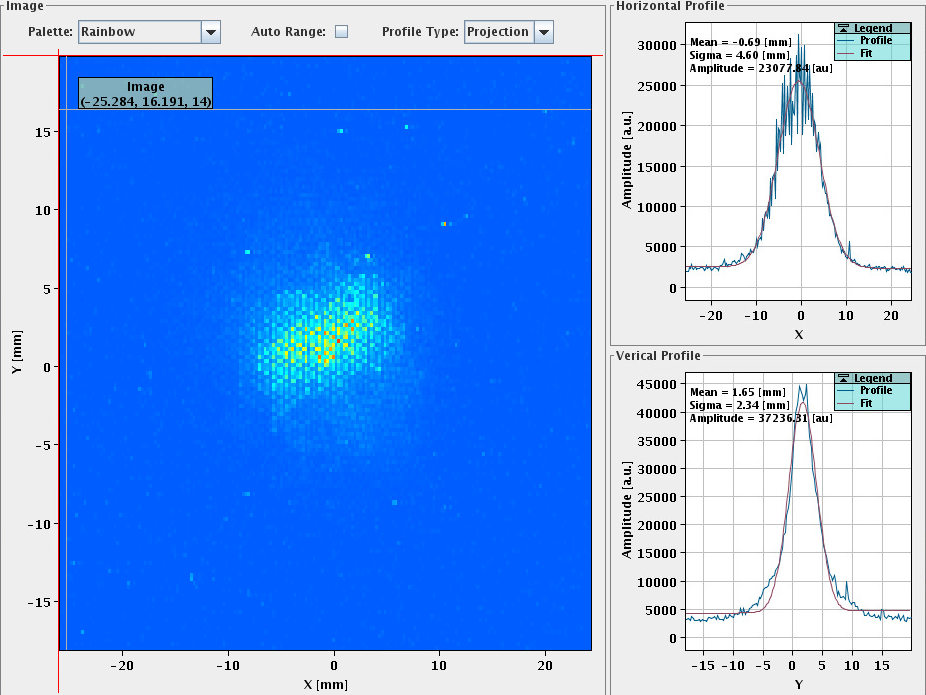 Image
Palette: Rainbow Auto Range: Profile Type: Projection
Image
(-25.284, 16.191, 14)
15
10
5
0
-5
-10
-15
Y [mm]
-20 -10 0 10 20
X [mm]
Horizontal Profile
Legend
Profile
Fit
Mean = -0.69 [mm]
Sigma = 4.60 [mm]
Amplitude = 23077.84 [au]
30000
25000
20000
15000
10000
5000
0
Amplitude [a.u.]
-20 -10 0 10 20
X
Verical Profile
Legend
Profile
Fit
Mean = 1.65 [mm]
Sigma = 2.34 [mm]
Amplitude = 37236.31 [au]
45000
40000
35000
30000
25000
20000
15000
10000
5000
0
Amplitude [a.u.]
-15 -10 -5 0 5 10 15
Y